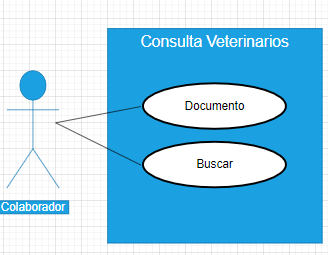 Consulta Veterinarios
Documento
Buscar
Colaborador